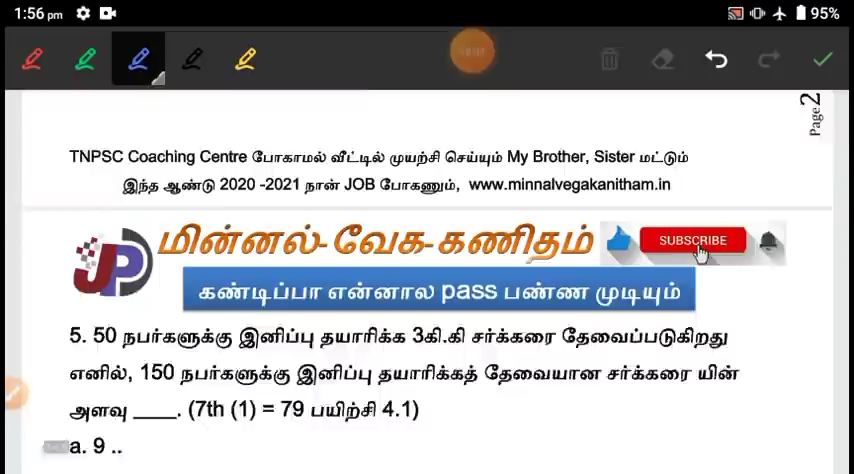 1:56 pm
95%
Page 2
TNPSC Coaching Centre போகாமல் வீட்டில் முயற்சி செய்யும் My Brother, Sister மட்டும்
இந்த ஆண்டு 2020 -2021 நான் JOB போகணும், www.minnalvegakanitham.in
JP மின்னல்-வேக-கணிதம் SUBSCRIBE
கண்டிப்பா என்னால pass பண்ண முடியும்
5. 50 நபர்களுக்கு இனிப்பு தயாரிக்க 3கி.கி சர்க்கரை தேவைப்படுகிறது
எனில், 150 நபர்களுக்கு இனிப்பு தயாரிக்கத் தேவையான சர்க்கரை யின்
அளவு ____. (7th (1) = 79 பயிற்சி 4.1)
a. 9 ..